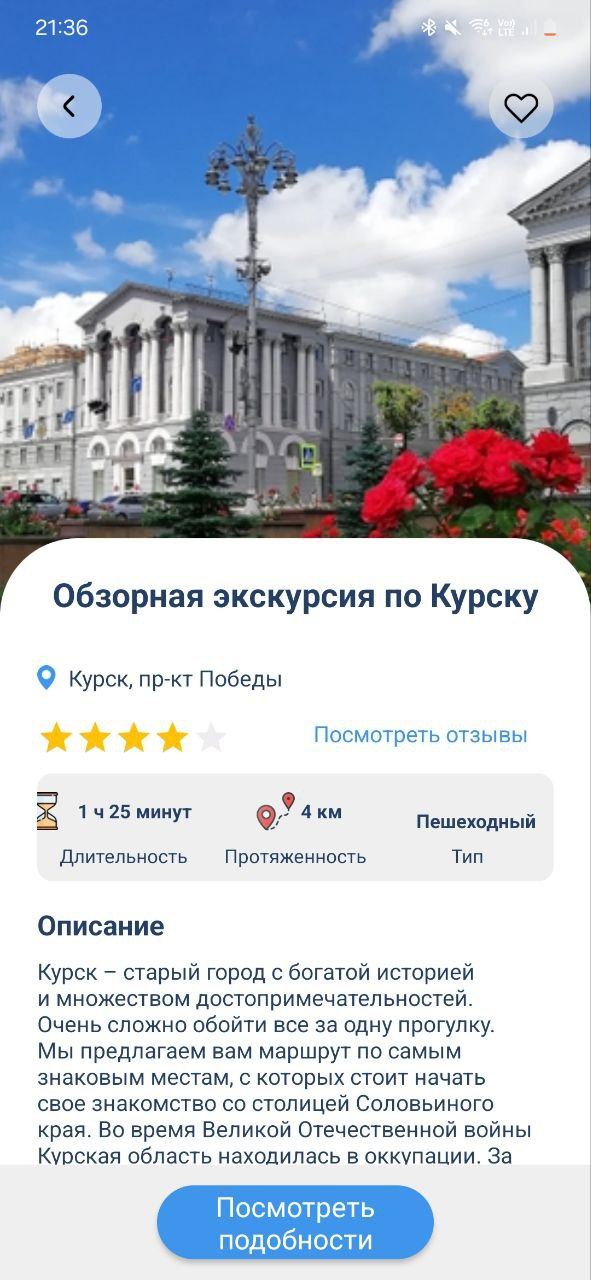 21:36
Обзорная экскурсия по Курску
Курск, пр-кт Победы
Посмотреть отзывы
1 ч 25 минут
4 км
Пешеходный
Длительность
Протяженность
Тип
Описание
Курск – старый город с богатой историей
и множеством достопримечательностей.
Очень сложно обойти все за одну прогулку.
Мы предлагаем вам маршрут по самым
знаковым местам, с которых стоит начать
свое знакомство со столицей Соловьиного
края. Во время Великой Отечественной войны
Курская область находилась в оккупации. За
Посмотреть
подобности